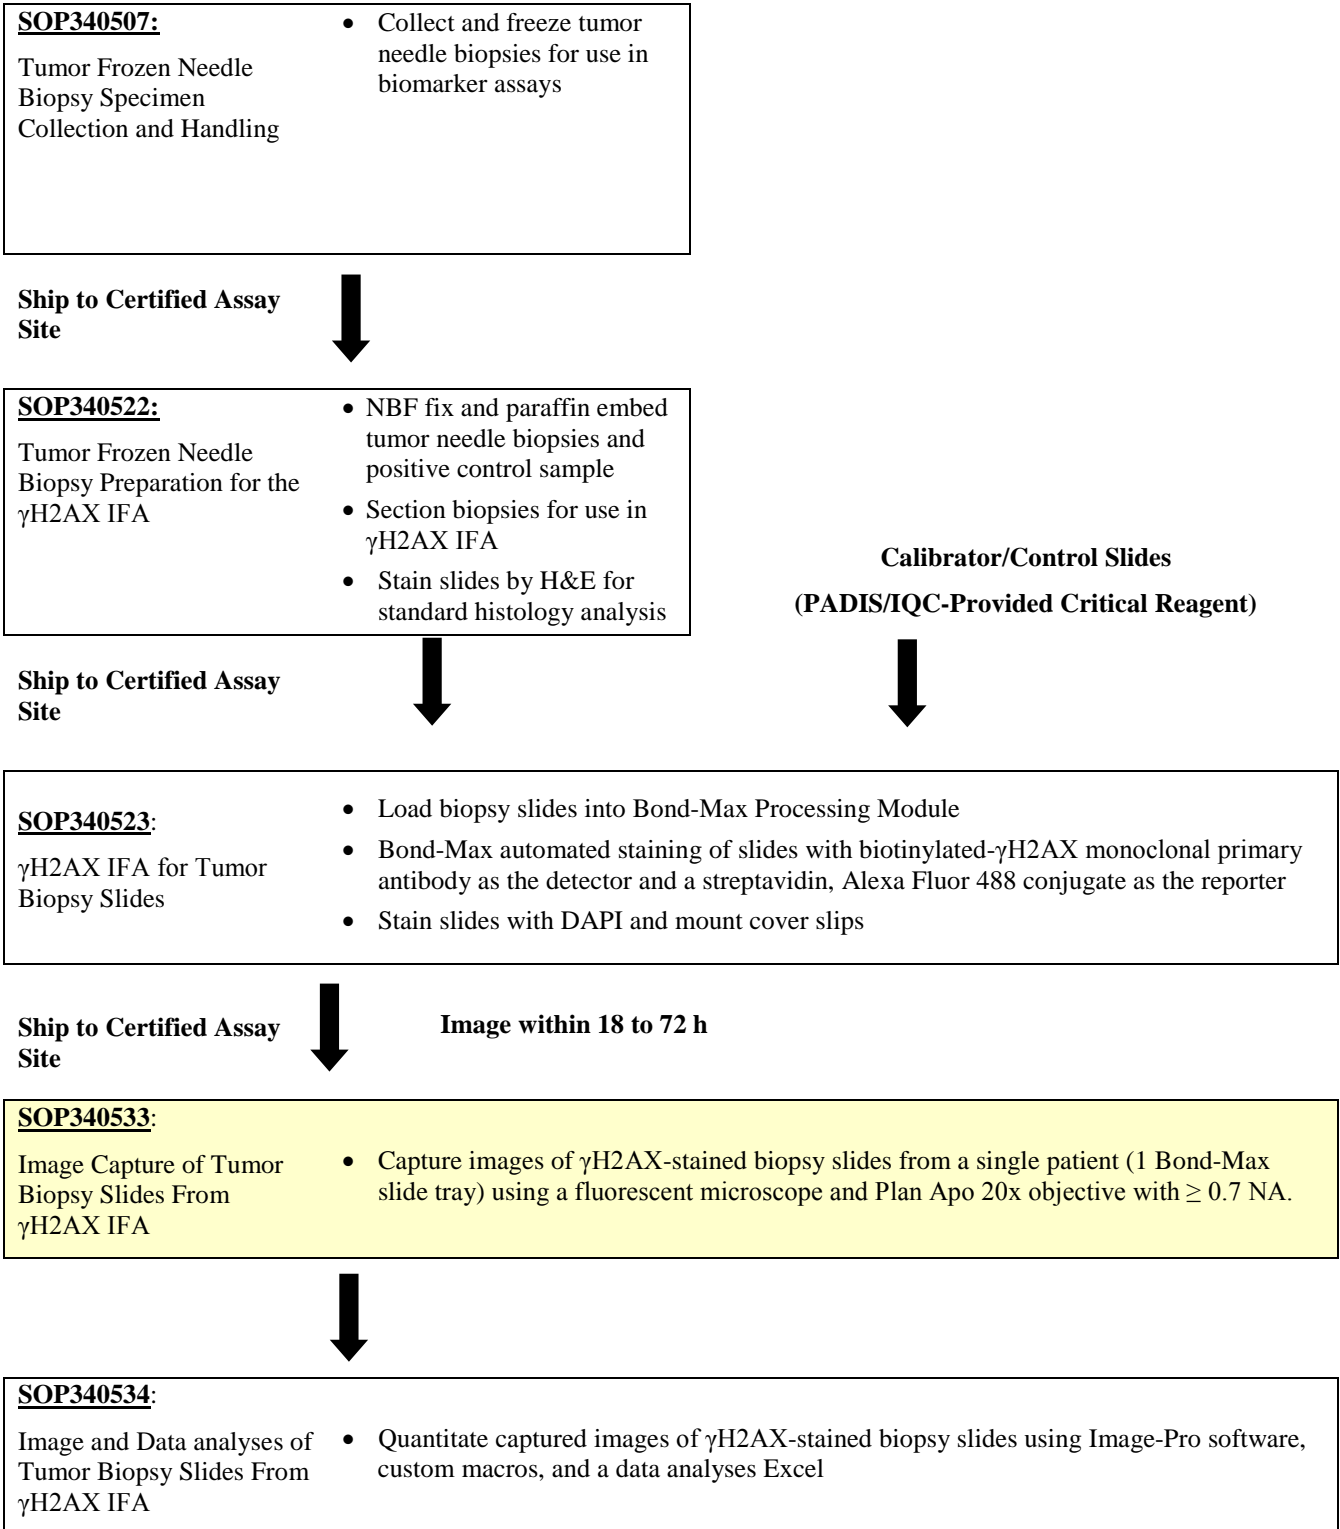 SOP340507:
Tumor Frozen Needle
Biopsy Specimen
Collection and Handling
• Collect and freeze tumor
needle biopsies for use in
biomarker assays
Ship to Certified Assay
Site
SOP340522:
Tumor Frozen Needle
Biopsy Preparation for the
γH2AX IFA
• NBF fix and paraffin embed
tumor needle biopsies and
positive control sample
• Section biopsies for use in
γH2AX IFA
• Stain slides by H&E for
standard histology analysis
Calibrator/Control Slides
(PADIS/IQC-Provided Critical Reagent)
Ship to Certified Assay
Site
SOP340523:
γH2AX IFA for Tumor
Biopsy Slides
• Load biopsy slides into Bond-Max Processing Module
• Bond-Max automated staining of slides with biotinylated-γH2AX monoclonal primary
antibody as the detector and a streptavidin, Alexa Fluor 488 conjugate as the reporter
• Stain slides with DAPI and mount cover slips
Ship to Certified Assay
Site
Image within 18 to 72 h
SOP340533:
Image Capture of Tumor
Biopsy Slides From
γH2AX IFA
• Capture images of γH2AX-stained biopsy slides from a single patient (1 Bond-Max
slide tray) using a fluorescent microscope and Plan Apo 20x objective with ≥ 0.7 NA.
SOP340534:
Image and Data analyses of
Tumor Biopsy Slides From
γH2AX IFA
• Quantitate captured images of γH2AX-stained biopsy slides using Image-Pro software,
custom macros, and a data analyses Excel